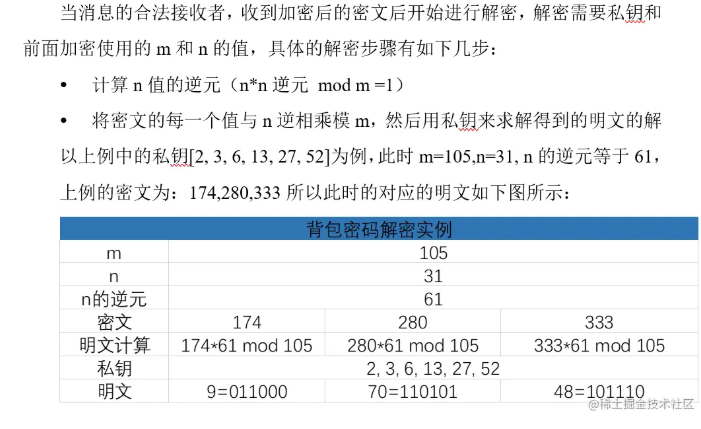 当消息的合法接收者，收到加密后的密文后开始进行解密，解密需要私钥和
前面加密使用的 m 和 n 的值，具体的解密步骤有如下几步：
• 计算 n 值的逆元（n*n 逆元 mod m =1）
• 将密文的每一个值与 n 逆相乘模 m，然后用私钥来求解得到的明文的解
以上例中的私钥[2, 3, 6, 13, 27, 52]为例，此时 m=105,n=31, n 的逆元等于 61，
上例的密文为：174,280,333 所以此时的对应的明文如下图所示：
背包密码解密实例
m 105
n 31
n的逆元 61
密文 174 280 333
明文计算 174*61 mod 105 280*61 mod 105 333*61 mod 105
私钥 2, 3, 6, 13, 27, 52
明文 9=011000 70=110101 48=101110
@稀土掘金技术社区